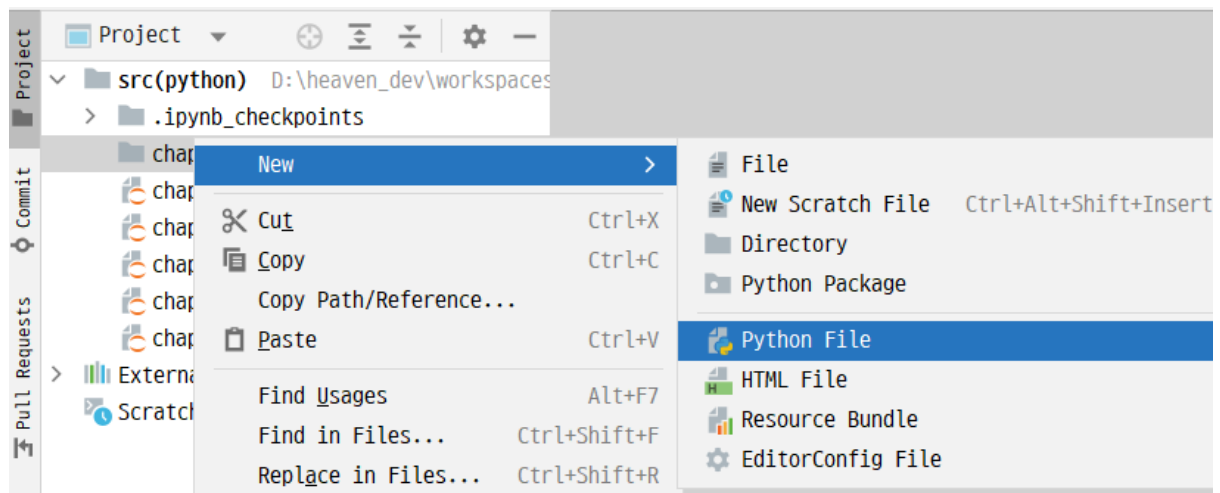 Project
Commit
Pull Requests
Project
src(python) D:\heaven_dev\workspaces
.ipynb_checkpoints
chap
chap
chap
chap
chap
chap
Externa
Scratch
New
Cut Ctrl+X
Copy Ctrl+C
Copy Path/Reference...
Paste Ctrl+V
Find Usages Alt+F7
Find in Files... Ctrl+Shift+F
Replace in Files... Ctrl+Shift+R
File
New Scratch File Ctrl+Alt+Shift+Insert
Directory
Python Package
Python File
HTML File
Resource Bundle
EditorConfig File